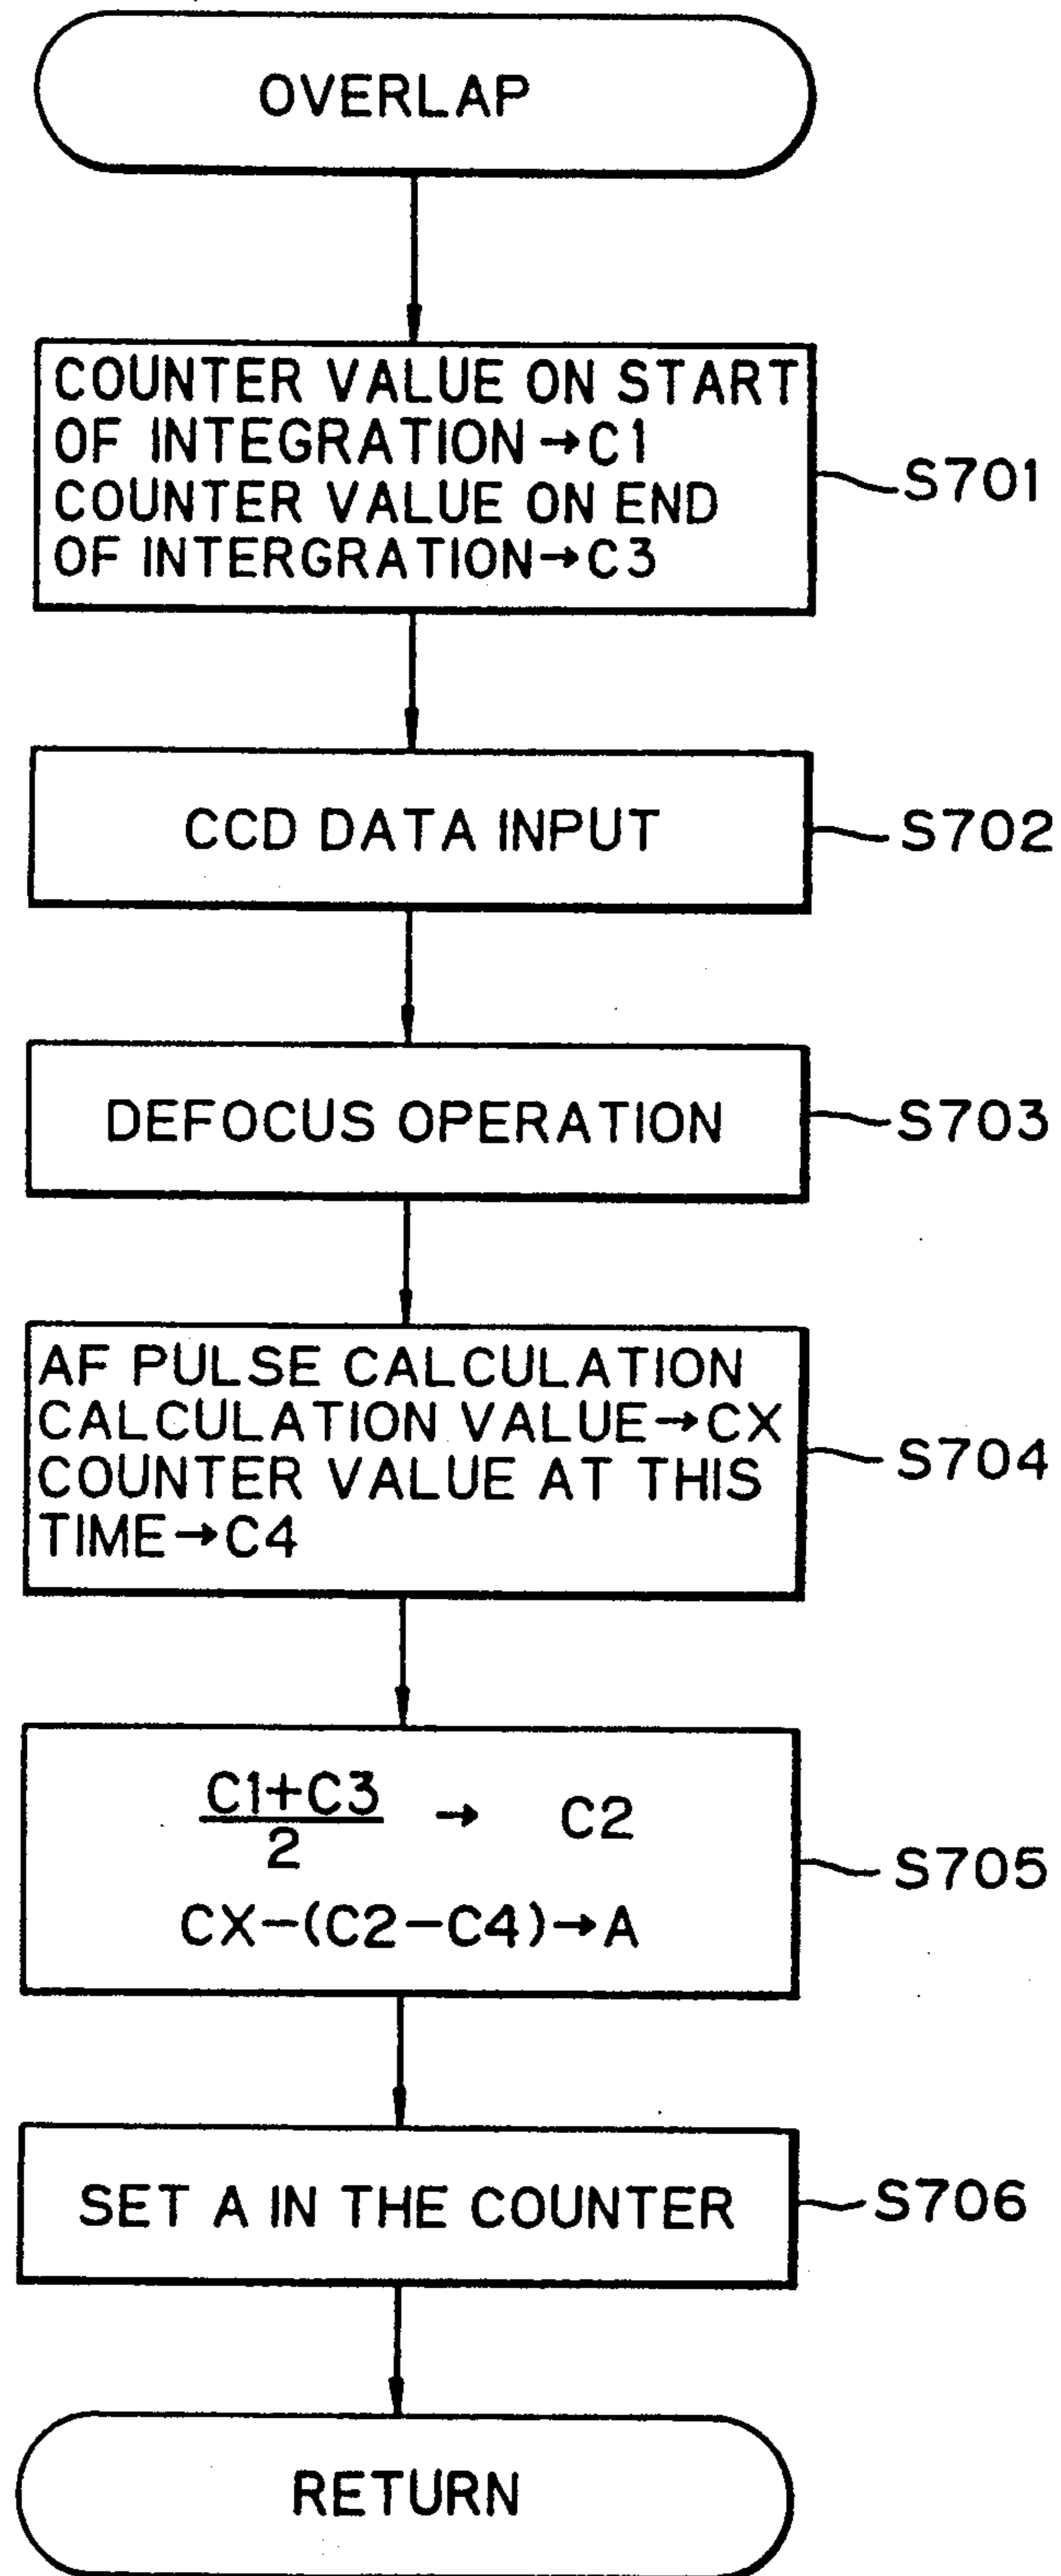 OVERLAP
COUNTER VALUE ON START
OF INTEGRATION→C1
COUNTER VALUE ON END
OF INTERGRATION→C3
S701
CCD DATA INPUT
S702
DEFOCUS OPERATION
S703
AF PULSE CALCULATION
CALCULATION VALUE→CX
COUNTER VALUE AT THIS
TIME→C4
S704
C1+C3
2
→ C2
CX-(C2-C4)→A
S705
SET A IN THE COUNTER
S706
RETURN